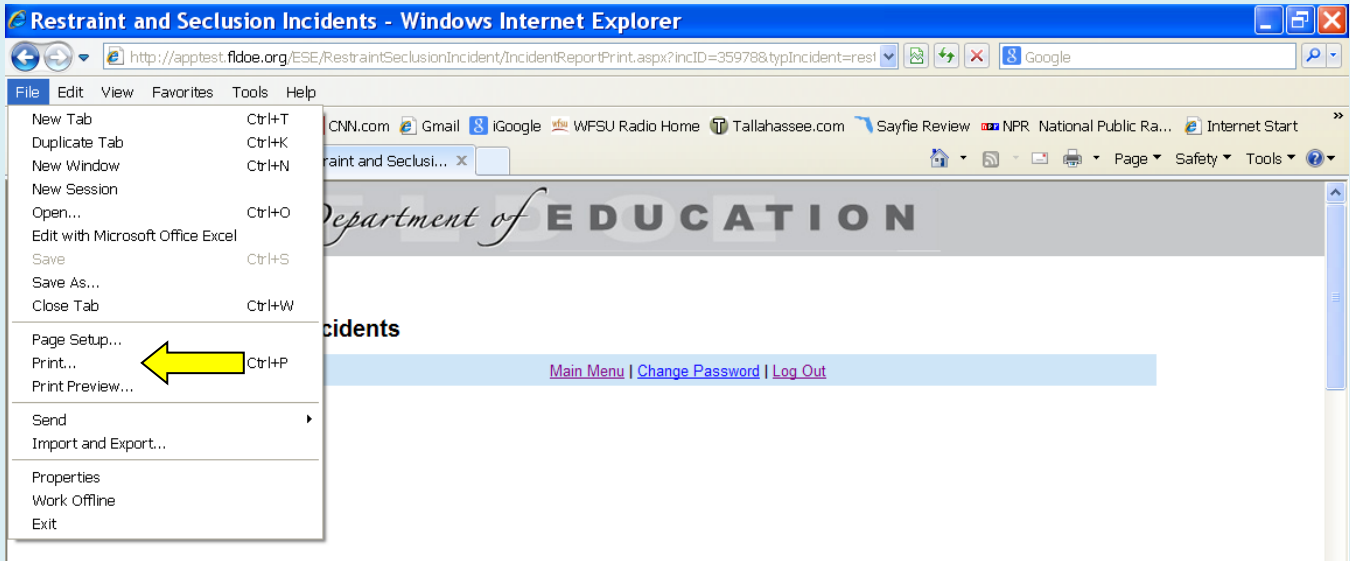 Restraint and Seclusion Incidents - Windows Internet Explorer
http://apptest.fldoe.org/ESE/RestraintSeclusionIncident/IncidentReportPrint.aspx?incID=35978&typIncident=rest
Google
File Edit View Favorites Tools Help
CNN.com Gmail iGoogle WFSU Radio Home Tallahassee.com Sayfie Review NPR National Public Ra... Internet Start »
raint and Seclusi... X
Page Safety Tools
New Tab Ctrl+T
Duplicate Tab Ctrl+K
New Window Ctrl+N
New Session
Open... Ctrl+O
Edit with Microsoft Office Excel
Save Ctrl+S
Save As...
Close Tab Ctrl+W
Page Setup...
Print... Ctrl+P
Print Preview...
Send
Import and Export...
Properties
Work Offline
Exit
Department of EDUCATION
FLDOE
cidents
Main Menu | Change Password | Log Out